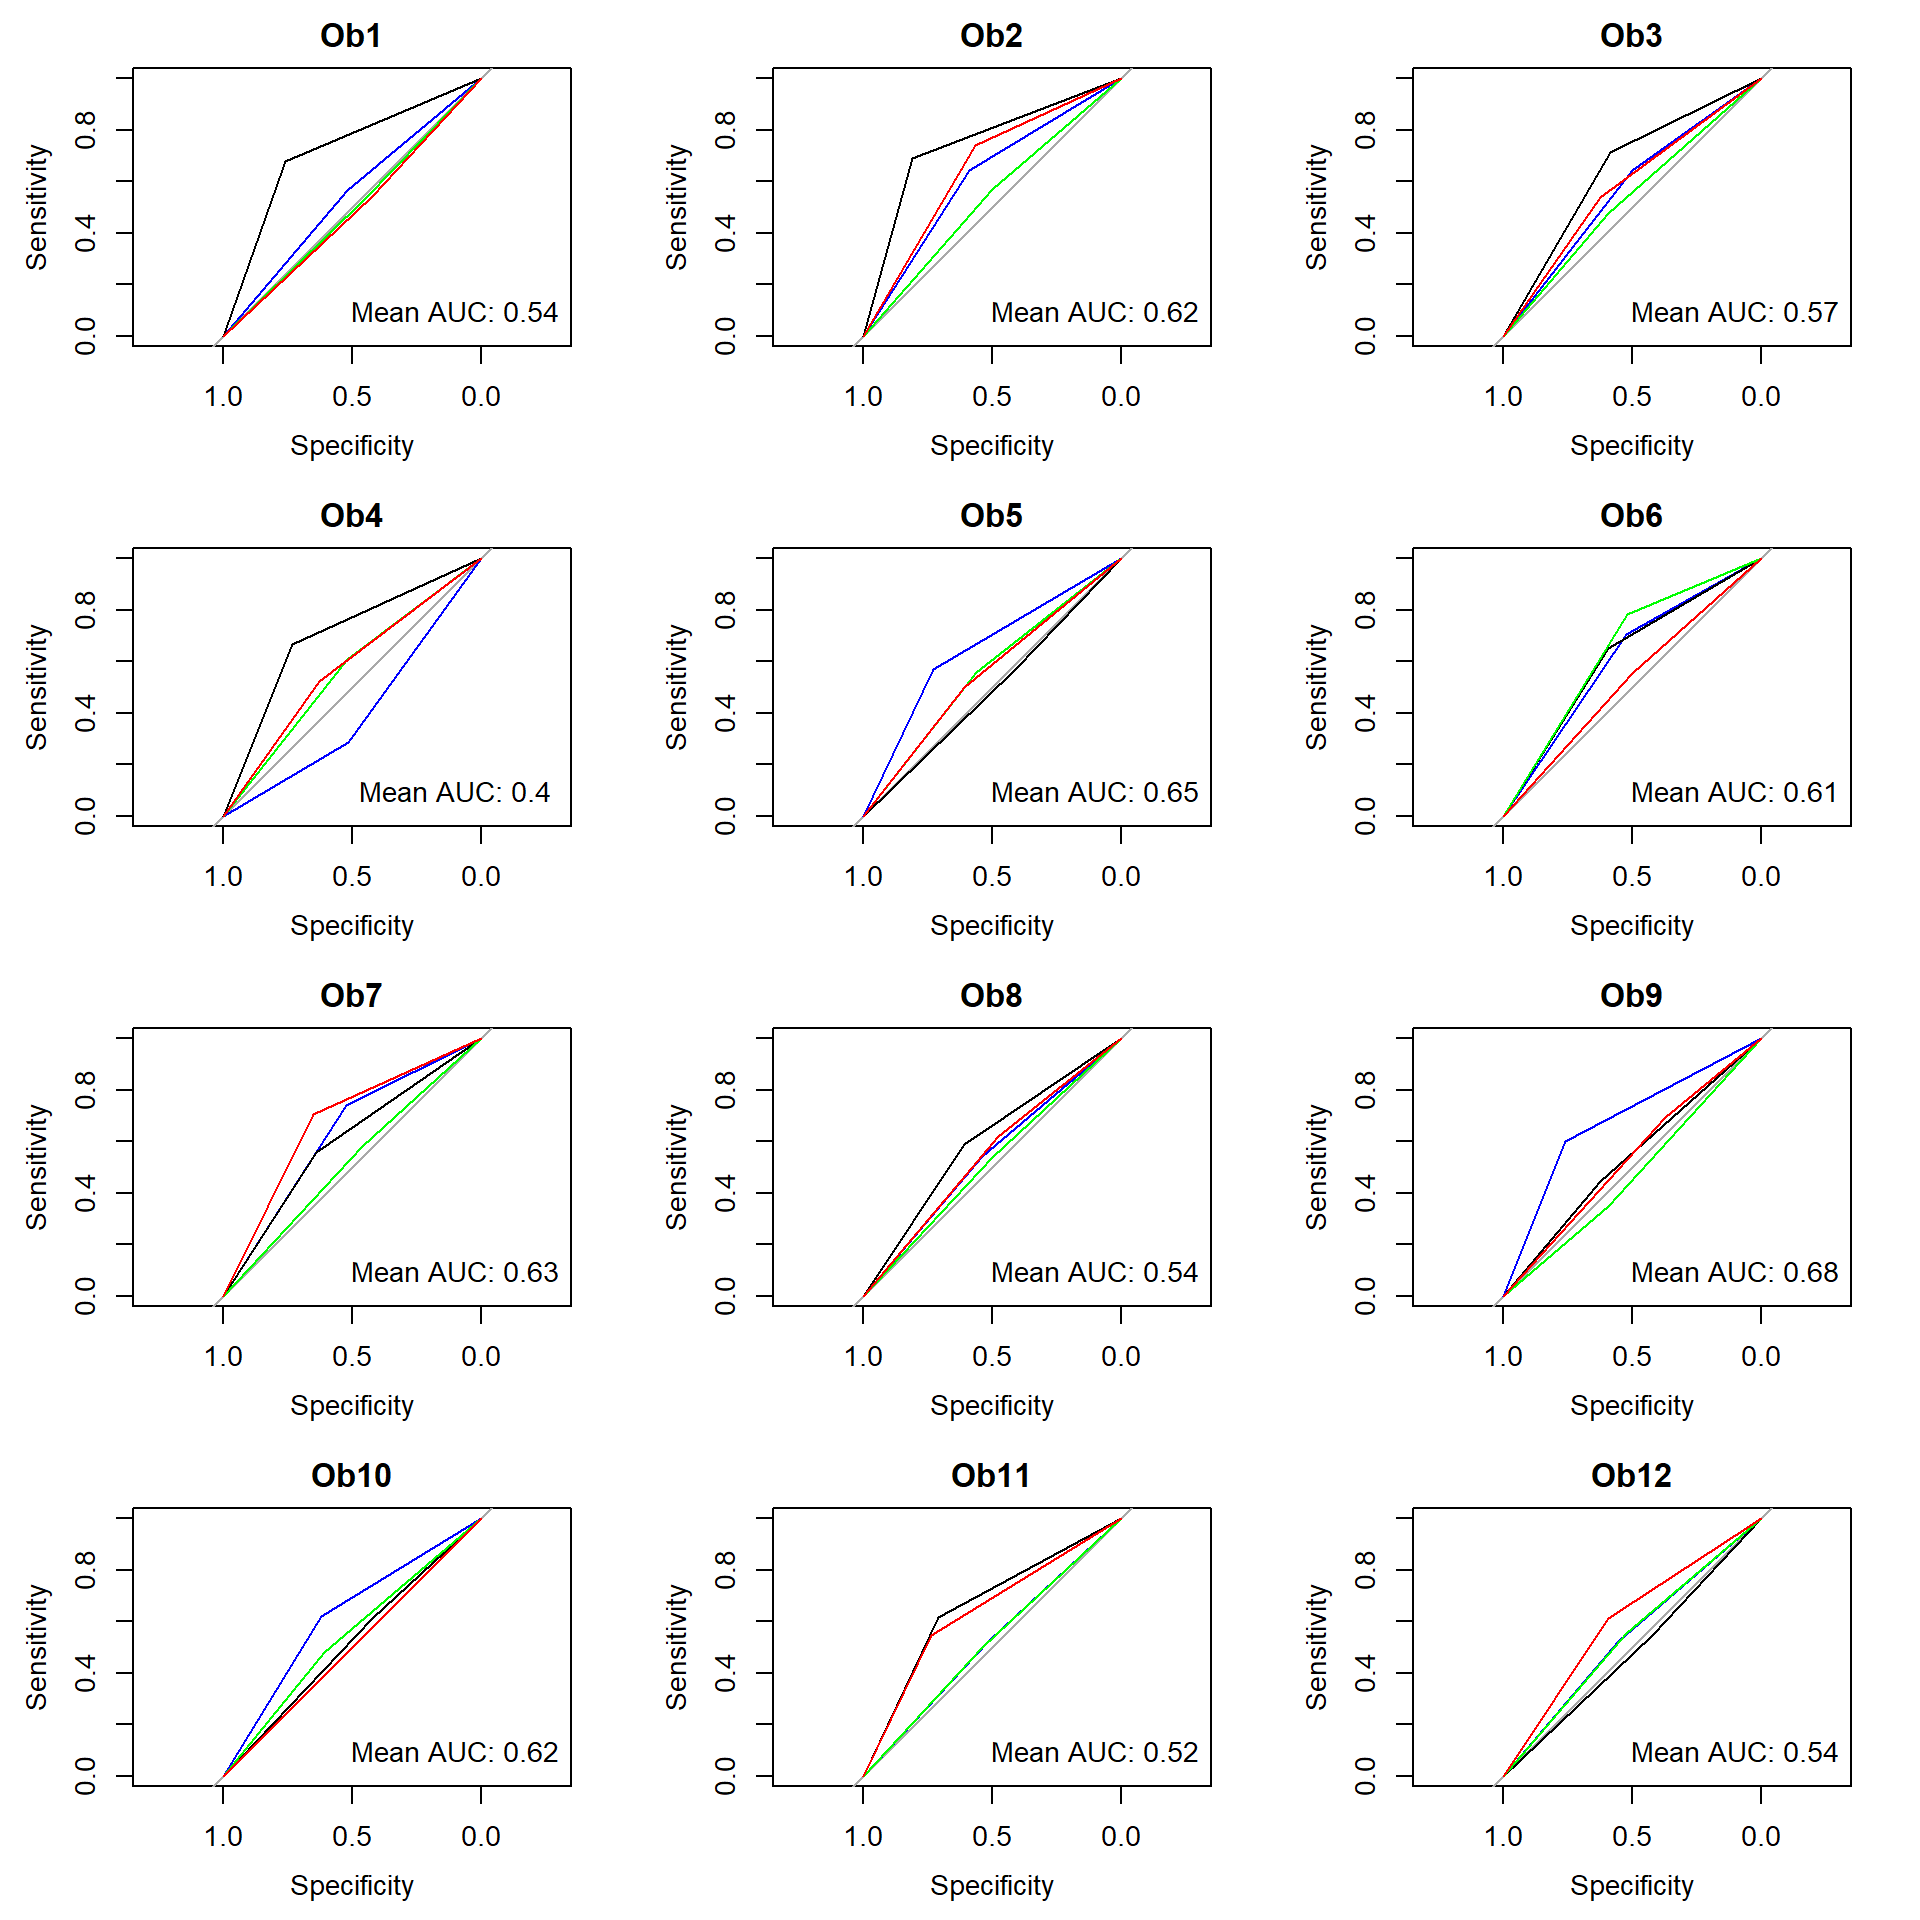 Ob1
Ob2
Ob3
Sensitivity
0.0 0.4 0.8
Mean AUC: 0.54
1.0 0.5 0.0
Specificity
Sensitivity
0.0 0.4 0.8
Mean AUC: 0.62
1.0 0.5 0.0
Specificity
Sensitivity
0.0 0.4 0.8
Mean AUC: 0.57
1.0 0.5 0.0
Specificity
Ob4
Ob5
Ob6
Sensitivity
0.0 0.4 0.8
Mean AUC: 0.4
1.0 0.5 0.0
Specificity
Sensitivity
0.0 0.4 0.8
Mean AUC: 0.65
1.0 0.5 0.0
Specificity
Sensitivity
0.0 0.4 0.8
Mean AUC: 0.61
1.0 0.5 0.0
Specificity
Ob7
Ob8
Ob9
Sensitivity
0.0 0.4 0.8
Mean AUC: 0.63
1.0 0.5 0.0
Specificity
Sensitivity
0.0 0.4 0.8
Mean AUC: 0.54
1.0 0.5 0.0
Specificity
Sensitivity
0.0 0.4 0.8
Mean AUC: 0.68
1.0 0.5 0.0
Specificity
Ob10
Ob11
Ob12
Sensitivity
0.0 0.4 0.8
Mean AUC: 0.62
1.0 0.5 0.0
Specificity
Sensitivity
0.0 0.4 0.8
Mean AUC: 0.52
1.0 0.5 0.0
Specificity
Sensitivity
0.0 0.4 0.8
Mean AUC: 0.54
1.0 0.5 0.0
Specificity